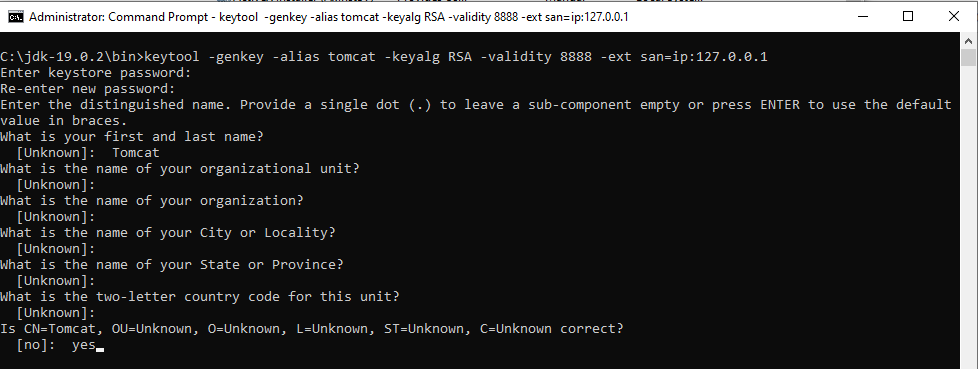 Administrator: Command Prompt - keytool -genkey -alias tomcat -keyalg RSA -validity 8888 -ext san=ip:127.0.0.1
C:\jdk-19.0.2\bin>keytool -genkey -alias tomcat -keyalg RSA -validity 8888 -ext san=ip:127.0.0.1
Enter keystore password:
Re-enter new password:
Enter the distinguished name. Provide a single dot (.) to leave a sub-component empty or press ENTER to use the default
value in braces.
What is your first and last name?
  [Unknown]:  Tomcat
What is the name of your organizational unit?
  [Unknown]:
What is the name of your organization?
  [Unknown]:
What is the name of your City or Locality?
  [Unknown]:
What is the name of your State or Province?
  [Unknown]:
What is the two-letter country code for this unit?
  [Unknown]:
Is CN=Tomcat, OU=Unknown, O=Unknown, L=Unknown, ST=Unknown, C=Unknown correct?
  [no]:  yes